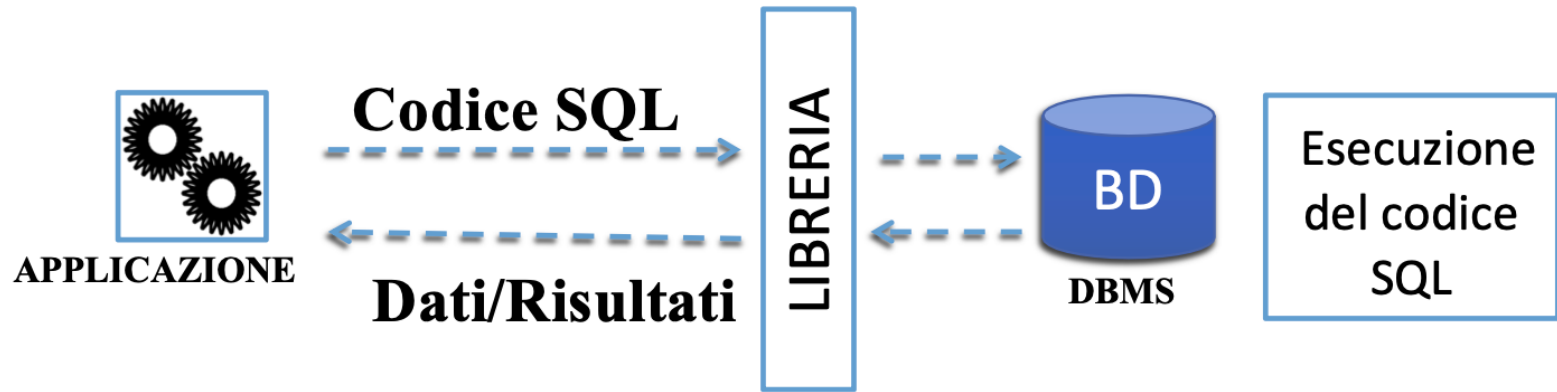 Codice SQL
APPLICAZIONE
Dati/Risultati
LIBRERIA
BD
DBMS
Esecuzione
del codice
SQL